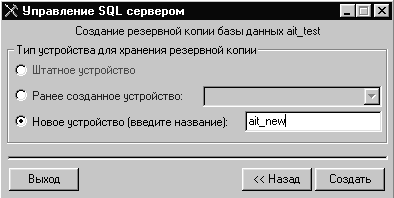 Управление SQL сервером
Создание резервной копии базы данных ait_test
Тип устройства для хранения резервной копии
Штатное устройство
Ранее созданное устройство:
Новое устройство (введите название): ait_new
Выход << Назад Создать